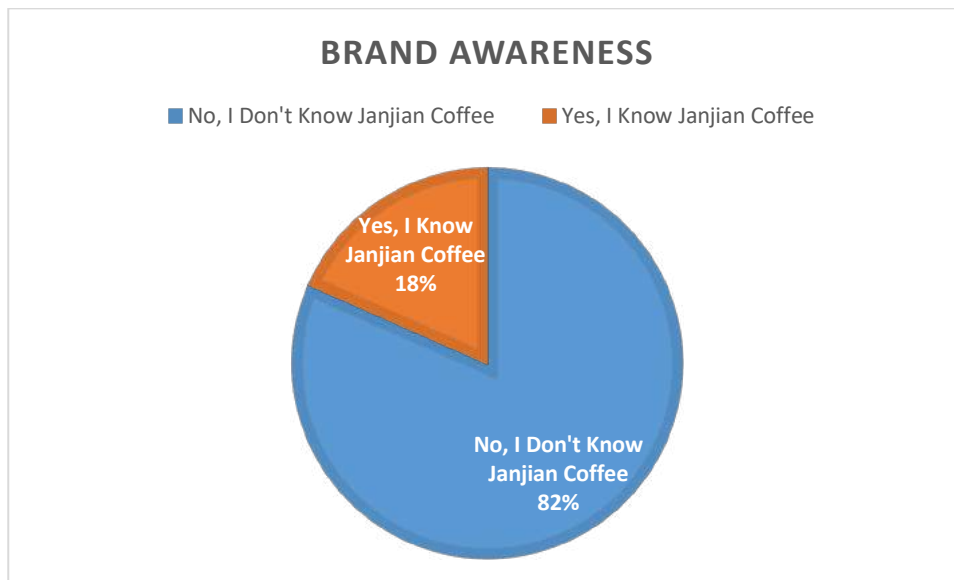 BRAND AWARENESS
No, I Don't Know Janjian Coffee
Yes, I Know Janjian Coffee
Yes, I Know
Janjian Coffee
18%
No, I Don't Know
Janjian Coffee
82%